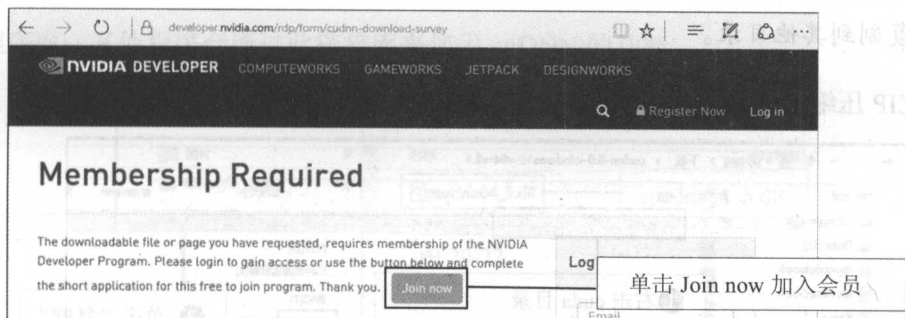 developer.nvidia.com/rdp/form/cudnn-download-survey
NVIDIA DEVELOPER COMPUTEWORKS GAMEWORKS JETPACK DESIGNWORKS
Register Now Log in
Membership Required
The downloadable file or page you have requested, requires membership of the NVIDIA
Developer Program. Please login to gain access or use the button below and complete
the short application for this free to join program. Thank you. Join now
Log
单击 Join now 加入会员
Email